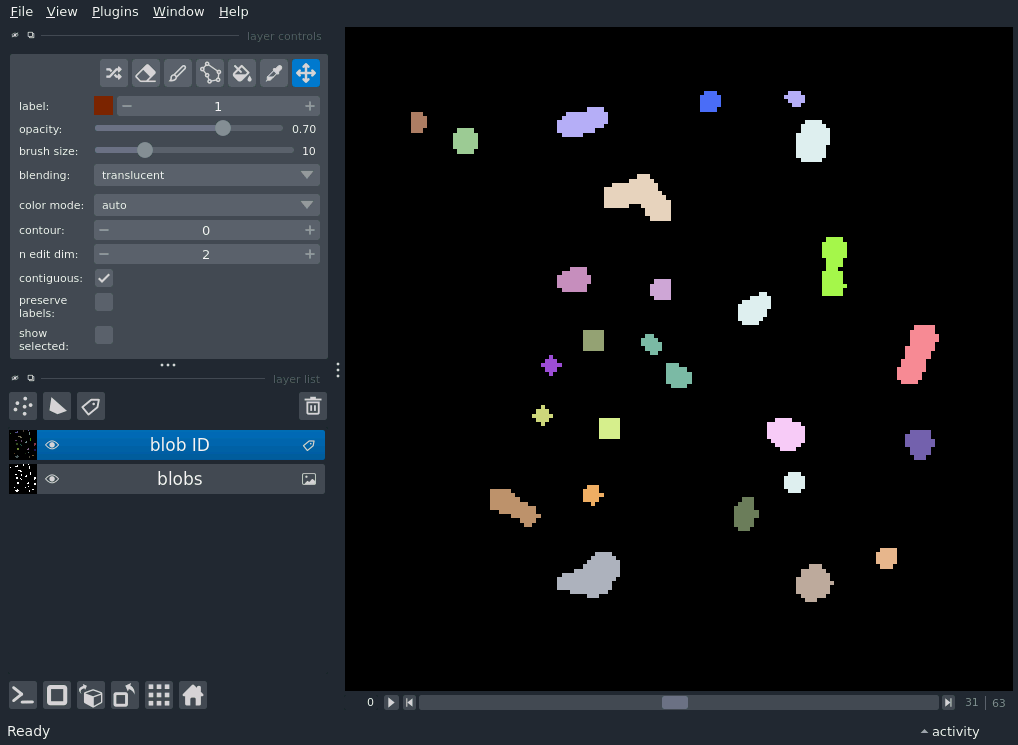 File View Plugins Window Help
layer controls
label: 1
opacity: 0.70
brush size: 10
blending: translucent
color mode: auto
contour: 0
n edit dim: 2
contiguous:
preserve
labels:
show
selected:
layer list
blob ID
blobs
0 31 63
Ready activity